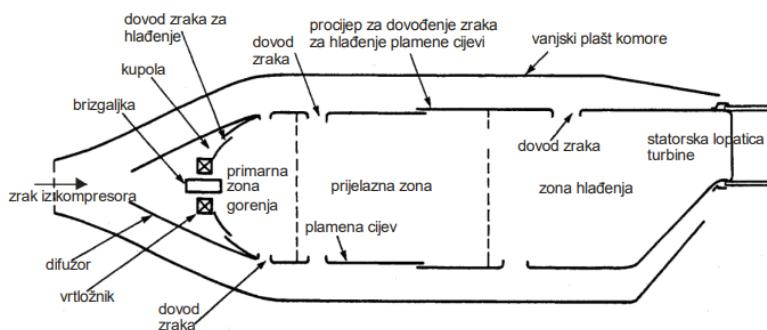 dovod zraka za
hlađenje
kupola
brizgaljka
dovod
zraka
procijep za dovođenje zraka
za hlađenje plamene cijevi
vanjski plašt komore
zrak iz kompresora
primarna
zona
gorenja
prijelazna zona
dovod zraka
zona hlađenja
statorska lopatica
turbine
plamena cijev
difuzor
vrtložnik
dovod
zraka